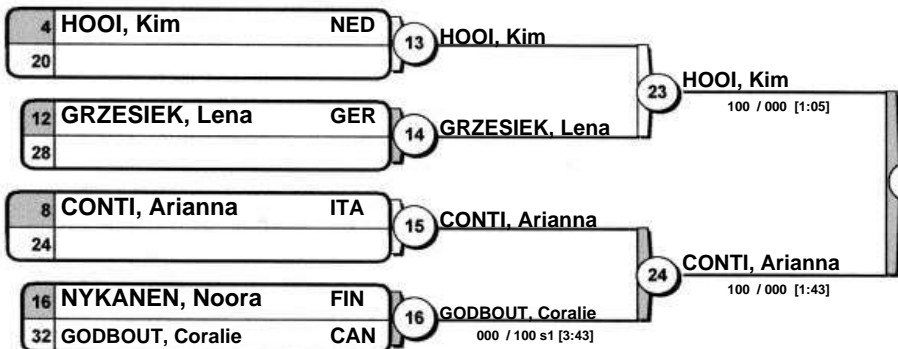 4 HOOI, Kim NED
20
13 HOOI, Kim
12 GRZESIEK, Lena GER
28
14 GRZESIEK, Lena
23 HOOI, Kim
100 / 000 [1:05]
8 CONTI, Arianna ITA
24
15 CONTI, Arianna
16 NYKANEN, Noora FIN
32 GODBOUT, Coralie CAN
16 GODBOUT, Coralie
000 / 100 s1 [3:43]
24 CONTI, Arianna
100 / 000 [1:43]